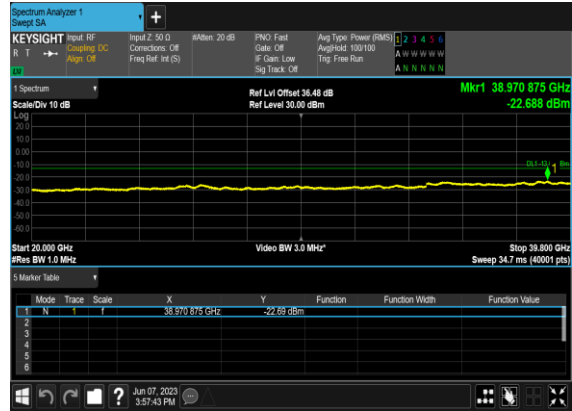 Spectrum Analyzer 1
Swept SA
+
KEYSIGHT Input: RF Input Z: 50 Ω #Atten: 20 dB PNO: Fast Avg Type: Power (RMS) 1 2 3 4 5 6
R T Coupling: DC Corrections: Off Gate: Off Avg|Hold: 100/100 A W W W W W
Align: Off Freq Ref: Int (S) IF Gain: Low Trig: Free Run
LW Sig Track: Off A N N N N N
1 Spectrum Ref Lvl Offset 36.48 dB Mkr1 38.970 875 GHz
Scale/Div 10 dB Ref Level 30.00 dBm -22.688 dBm
Log
20.0
10.0
0.00
-10.0
DL1 -13
1
-20.0
-30.0
-40.0
-50.0
-60.0
Start 20.000 GHz Video BW 3.0 MHz* Stop 39.800 GHz
#Res BW 1.0 MHz Sweep 34.7 ms (40001 pts)
5 Marker Table
Mode Trace Scale X Y Function Function Width Function Value
1 N 1 f 38.970 875 GHz -22.69 dBm
2
3
4
5
6
? Jun 07, 2023
3:57:43 PM